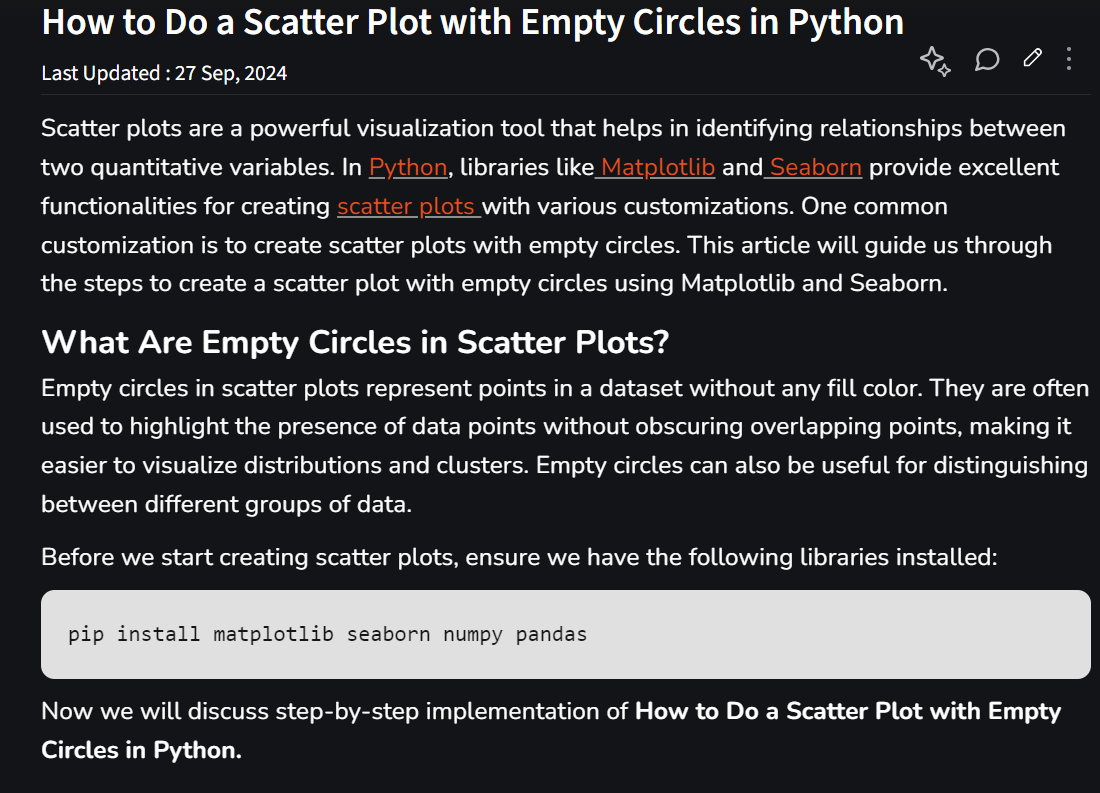 How to Do a Scatter Plot with Empty Circles in Python
Last Updated : 27 Sep, 2024
Scatter plots are a powerful visualization tool that helps in identifying relationships between
two quantitative variables. In Python, libraries like Matplotlib and Seaborn provide excellent
functionalities for creating scatter plots with various customizations. One common
customization is to create scatter plots with empty circles. This article will guide us through
the steps to create a scatter plot with empty circles using Matplotlib and Seaborn.
What Are Empty Circles in Scatter Plots?
Empty circles in scatter plots represent points in a dataset without any fill color. They are often
used to highlight the presence of data points without obscuring overlapping points, making it
easier to visualize distributions and clusters. Empty circles can also be useful for distinguishing
between different groups of data.
Before we start creating scatter plots, ensure we have the following libraries installed:
pip install matplotlib seaborn numpy pandas
Now we will discuss step-by-step implementation of How to Do a Scatter Plot with Empty
Circles in Python.